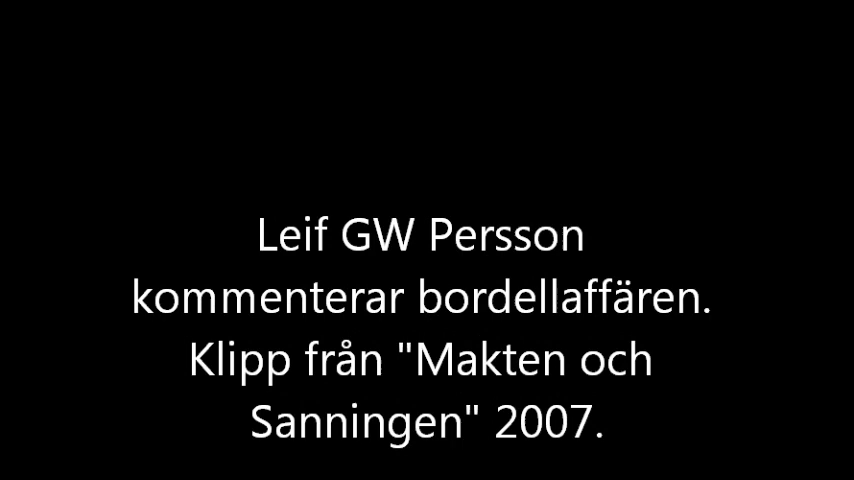 Leif GW Persson
kommenterar bordellaffären.
Klipp från "Makten och
Sanningen" 2007.